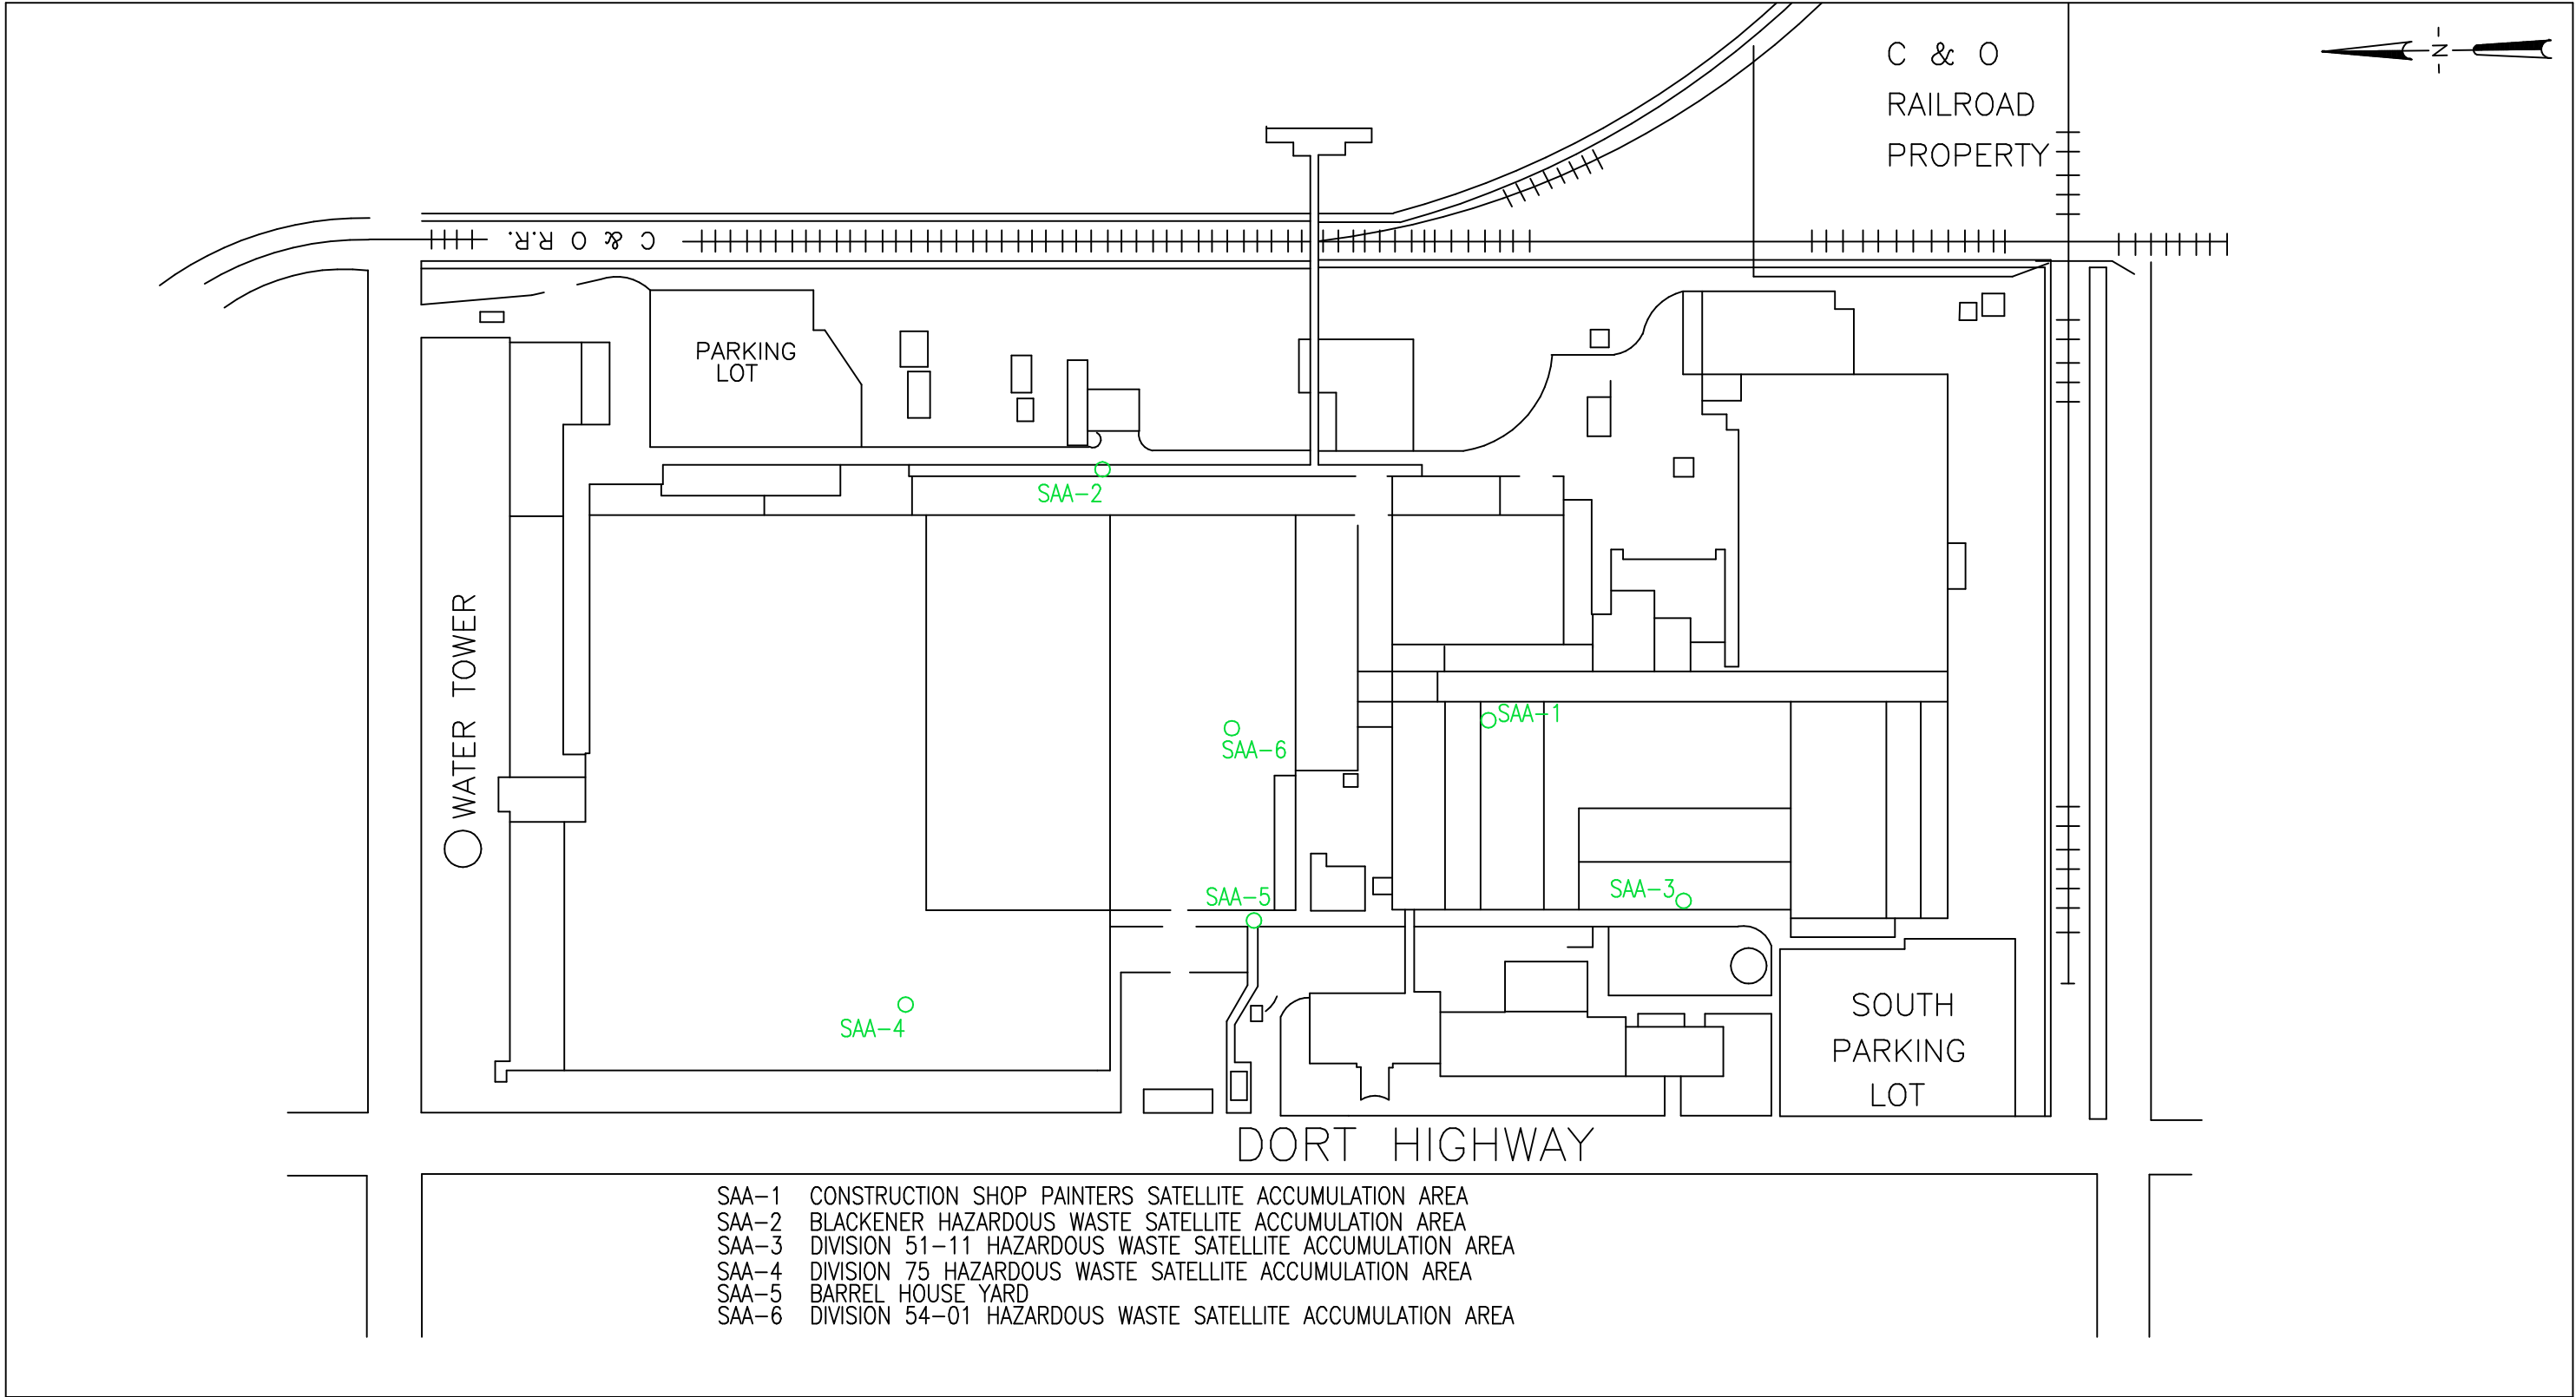 C & O
RAILROAD
PROPERTY
-N-
C & O R.R.
PARKING
LOT
SAA-2
WATER TOWER
SAA-1
SAA-6
SAA-3
SAA-5
SAA-4
SOUTH
PARKING
LOT
DORT HIGHWAY
SAA-1 CONSTRUCTION SHOP PAINTERS SATELLITE ACCUMULATION AREA
SAA-2 BLACKENER HAZARDOUS WASTE SATELLITE ACCUMULATION AREA
SAA-3 DIVISION 51-11 HAZARDOUS WASTE SATELLITE ACCUMULATION AREA
SAA-4 DIVISION 75 HAZARDOUS WASTE SATELLITE ACCUMULATION AREA
SAA-5 BARREL HOUSE YARD
SAA-6 DIVISION 54-01 HAZARDOUS WASTE SATELLITE ACCUMULATION AREA